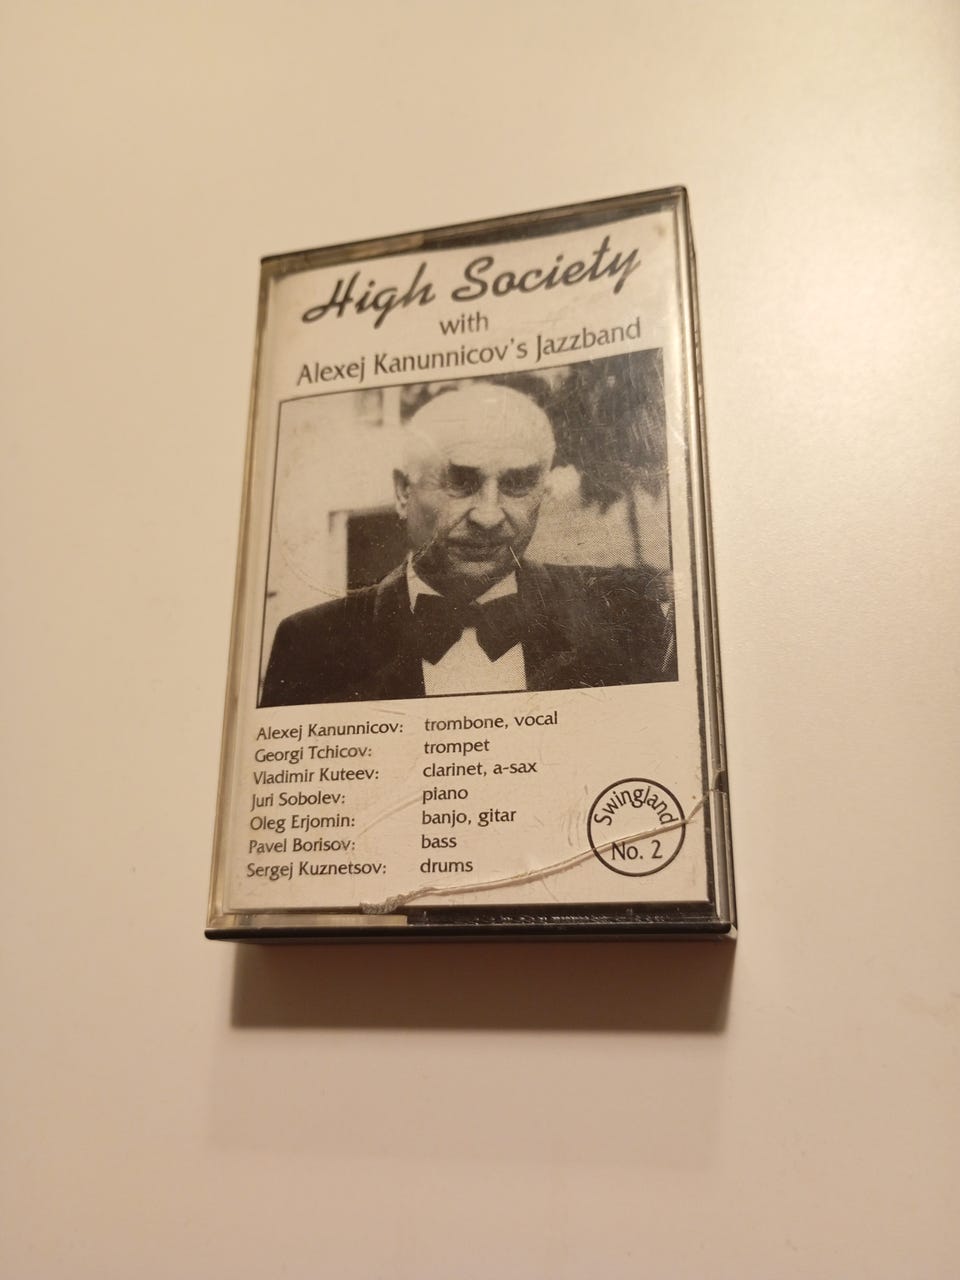 High Society
with
Alexej Kanunnicov's Jazzband
Alexej Kanunnicov: trombone, vocal
Georgi Tchicov: trompet
Vladimir Kuteev: clarinet, a-sax
Juri Sobolev: piano
Oleg Erjomin: banjo, gitar
Pavel Borisov: bass
Sergej Kuznetsov: drums
Swingland
No. 2